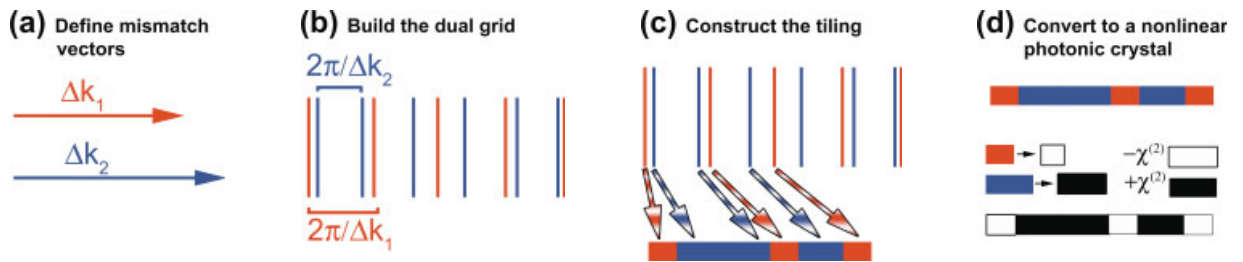 (a) Define mismatch
vectors
Δk₁
Δk₂
(b) Build the dual grid
2π/Δk₂
2π/Δk₁
(c) Construct the tiling
(d) Convert to a nonlinear
photonic crystal
−χ⁽²⁾
+χ⁽²⁾